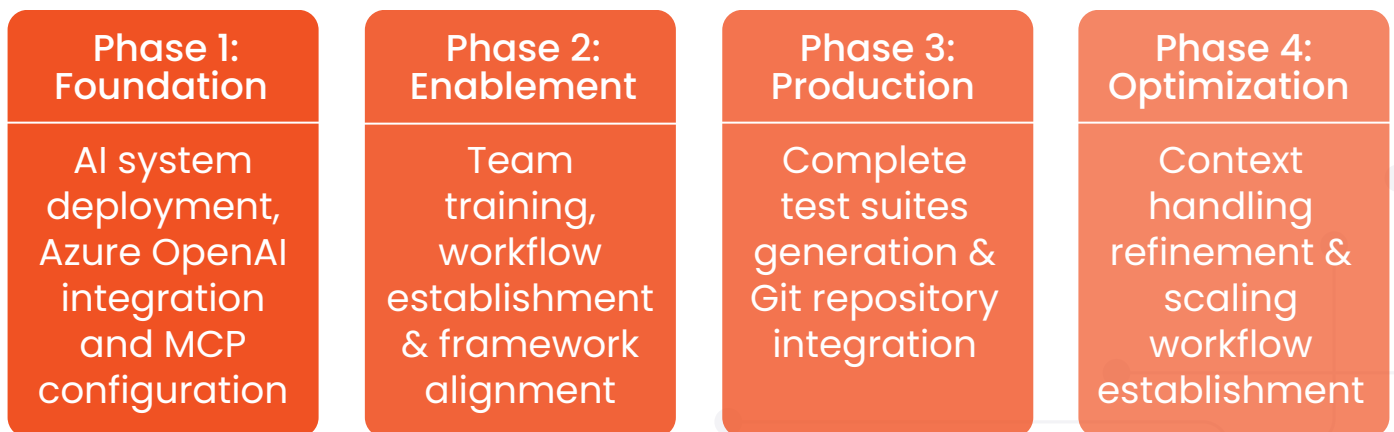 Phase 1:
Foundation
AI system
deployment,
Azure OpenAI
integration
and MCP
configuration
Phase 2:
Enablement
Team
training,
workflow
establishment
& framework
alignment
Phase 3:
Production
Complete
test suites
generation &
Git repository
integration
Phase 4:
Optimization
Context
handling
refinement &
scaling
workflow
establishment